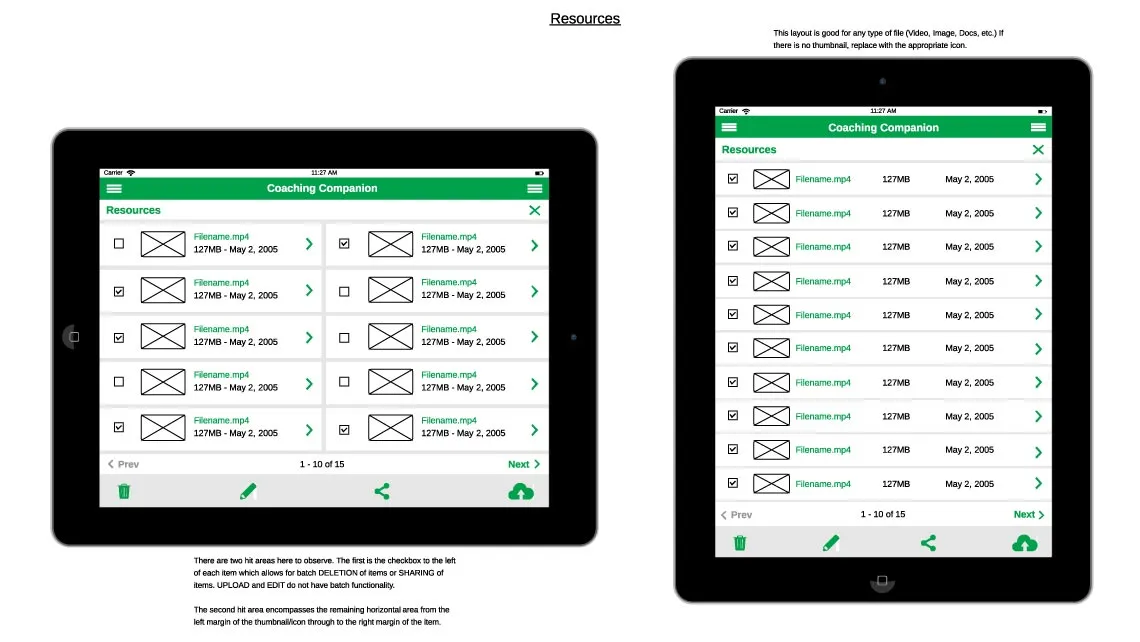 Resources
This layout is good for any type of file (Video, Image, Docs, etc.) If
there is no thumbnail, replace with the appropriate icon.
Carrier 11:27 AM
Coaching Companion
Resources
Filename.mp4
127MB - May 2, 2005
Filename.mp4
127MB - May 2, 2005
Filename.mp4
127MB - May 2, 2005
Filename.mp4
127MB - May 2, 2005
Filename.mp4
127MB - May 2, 2005
Filename.mp4
127MB - May 2, 2005
Filename.mp4
127MB - May 2, 2005
Filename.mp4
127MB - May 2, 2005
Filename.mp4
127MB - May 2, 2005
Filename.mp4
127MB - May 2, 2005
Prev 1 - 10 of 15 Next
There are two hit areas here to observe. The first is the checkbox to the left
of each item which allows for batch DELETION of items or SHARING of
items. UPLOAD and EDIT do not have batch functionality.
The second hit area encompasses the remaining horizontal area from the
left margin of the thumbnail/icon through to the right margin of the item.
Carrier 11:27 AM
Coaching Companion
Resources
Filename.mp4 127MB May 2, 2005
Filename.mp4 127MB May 2, 2005
Filename.mp4 127MB May 2, 2005
Filename.mp4 127MB May 2, 2005
Filename.mp4 127MB May 2, 2005
Filename.mp4 127MB May 2, 2005
Filename.mp4 127MB May 2, 2005
Filename.mp4 127MB May 2, 2005
Filename.mp4 127MB May 2, 2005
Filename.mp4 127MB May 2, 2005
Prev 1 - 10 of 15 Next